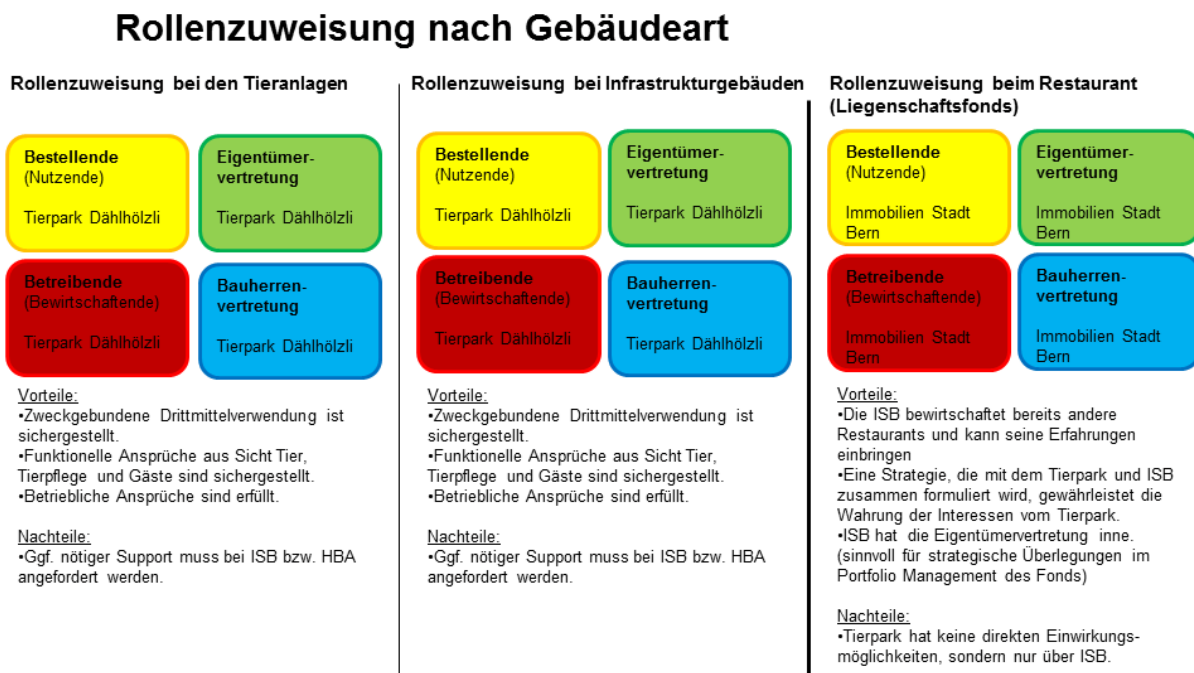 Rollenzuweisung nach Gebäudeart
Rollenzuweisung bei den Tieranlagen
Bestellende
(Nutzende)
Tierpark Dählhölzli
Eigentümer-
vertretung
Tierpark Dählhölzli
Betreibende
(Bewirtschaftende)
Tierpark Dählhölzli
Bauherren-
vertretung
Tierpark Dählhölzli
Vorteile:
•Zweckgebundene Drittmittelverwendung ist
sichergestellt.
•Funktionelle Ansprüche aus Sicht Tier,
Tierpflege und Gäste sind sichergestellt.
•Betriebliche Ansprüche sind erfüllt.
Nachteile:
•Ggf. nötiger Support muss bei ISB bzw. HBA
angefordert werden.
Rollenzuweisung bei Infrastrukturgebäuden
Bestellende
(Nutzende)
Tierpark Dählhölzli
Eigentümer-
vertretung
Tierpark Dählhölzli
Betreibende
(Bewirtschaftende)
Tierpark Dählhölzli
Bauherren-
vertretung
Tierpark Dählhölzli
Vorteile:
•Zweckgebundene Drittmittelverwendung ist
sichergestellt.
•Funktionelle Ansprüche aus Sicht Tier,
Tierpflege und Gäste sind sichergestellt.
•Betriebliche Ansprüche sind erfüllt.
Nachteile:
•Ggf. nötiger Support muss bei ISB bzw. HBA
angefordert werden.
Rollenzuweisung beim Restaurant
(Liegenschaftsfonds)
Bestellende
(Nutzende)
Immobilien Stadt
Bern
Eigentümer-
vertretung
Immobilien Stadt
Bern
Betreibende
(Bewirtschaftende)
Immobilien Stadt
Bern
Bauherren-
vertretung
Immobilien Stadt
Bern
Vorteile:
•Die ISB bewirtschaftet bereits andere
Restaurants und kann seine Erfahrungen
einbringen
•Eine Strategie, die mit dem Tierpark und ISB
zusammen formuliert wird, gewährleistet die
Wahrung der Interessen vom Tierpark.
•ISB hat die Eigentümervertretung inne.
(sinnvoll für strategische Überlegungen im
Portfolio Management des Fonds)
Nachteile:
•Tierpark hat keine direkten Einwirkungs-
möglichkeiten, sondern nur über ISB.